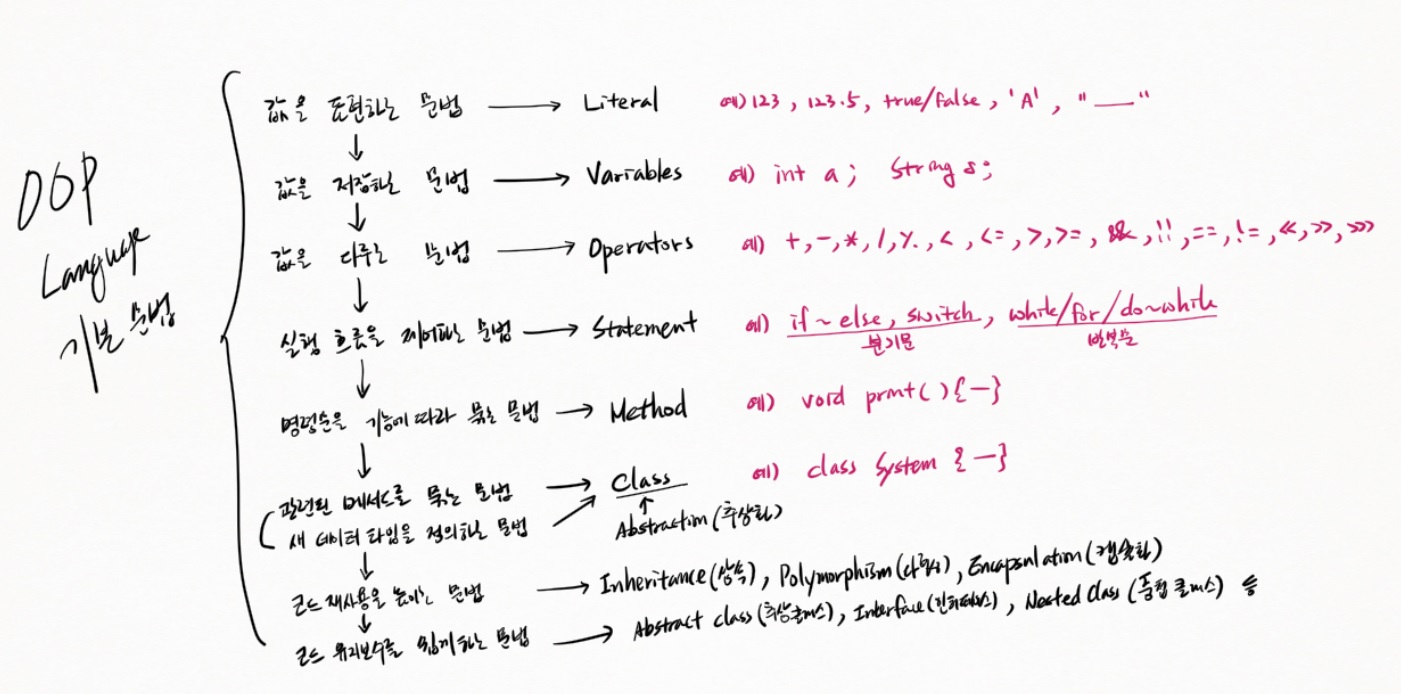 OOP
Language
기본 문법
값을 표현하는 문법 → Literal 예) 123, 123.5, true/false, 'A', "―"
↓
값을 저장하는 문법 → Variables 예) int a; String s;
↓
값을 다루는 문법 → Operators 예) +, -, *, /, %, <, <=, >, >=, &&, ||, ==, !=, <<, >>, >>>
↓
실행 흐름을 제어하는 문법 → Statement 예) if ~ else, switch, while/for/do~while
분기문 반복문
↓
명령문을 기능에 따라 묶는 문법 → Method 예) void print( ) {―}
↓
관련된 메서드를 묶는 문법 → Class 예) class System {―}
새 데이터 타입을 정의하는 문법 ↑
Abstraction (추상화)
↓
코드 재사용을 높이는 문법 → Inheritance(상속), Polymorphism(다형성), Encapsulation(캡슐화)
↓
코드 유지보수를 쉽게 하는 문법 → Abstract class(추상클래스), Interface(인터페이스), Nested Class(중첩 클래스) 등